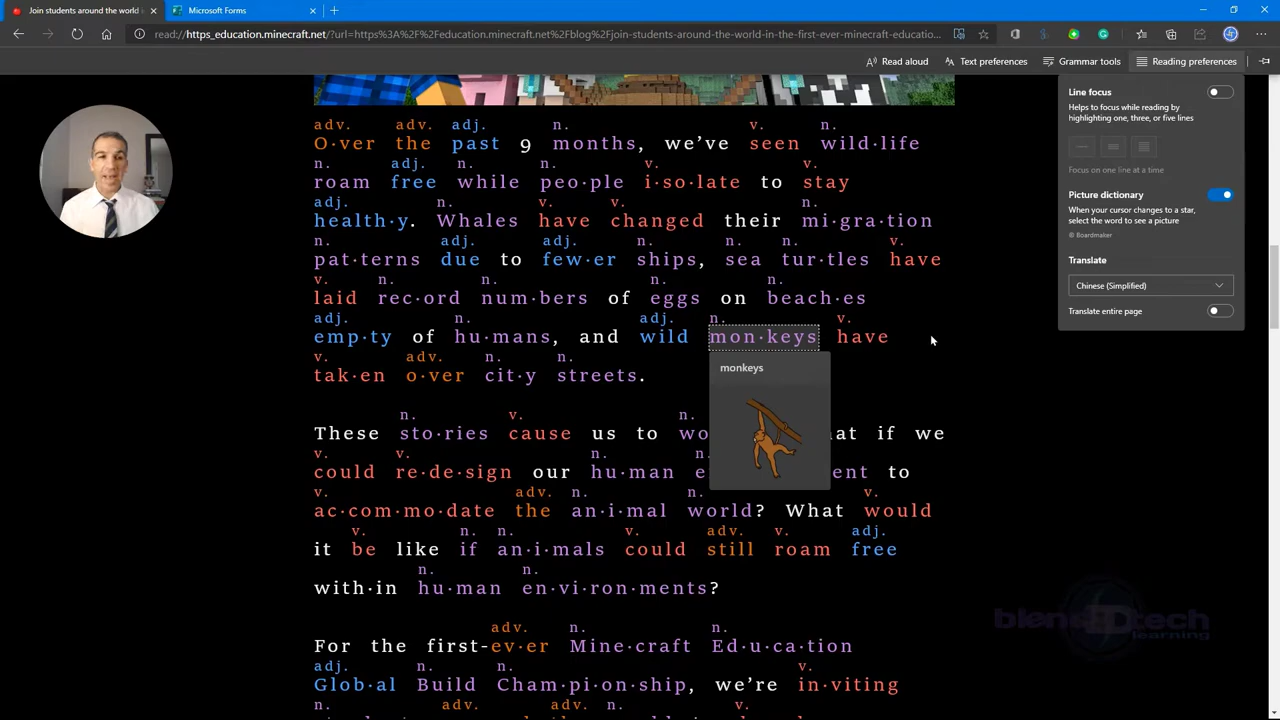 Join students around the world i
Microsoft Forms
read://https_education.minecraft.net/?url=https%3A%2F%2Feducation.minecraft.net%2Fblog%2Fjoin-students-around-the-world-in-the-first-ever-minecraft-educatio...
Read aloud
Text preferences
Grammar tools
Reading preferences
adv. adv. adj. n. v. n.
O·ver the past 9 months, we've seen wild·life
n. adj. n. n. v. v.
roam free while peo·ple i·so·late to stay
adj. n. v. v. n.
health·y. Whales have changed their mi·gra·tion
n. adj. adj. n. n. n. v.
pat·terns due to few·er ships, sea tur·tles have
v. n. n. n. n.
laid rec·ord num·bers of eggs on beach·es
adj. n. adj. n. v.
emp·ty of hu·mans, and wild mon·keys have
v. adv. n. n.
tak·en o·ver cit·y streets.
monkeys
n. v. n.
These sto·ries cause us to wo at if we
v. v. n. n.
could re·de·sign our hu·man e ent to
v. adv. n. n. v.
ac·com·mo·date the an·i·mal world? What would
v. n. n. v. adv. v. adj.
it be like if an·i·mals could still roam free
n. n.
with·in hu·man en·vi·ron·ments?
adv. n. n.
For the first-ev·er Mine·craft Ed·u·ca·tion
adj. n. n. v.
Glob·al Build Cham·pi·on·ship, we're in·vit·ing
n. adv. adv. n. n.
Line focus
Helps to focus while reading by
highlighting one, three, or five lines
Focus on one line at a time
Picture dictionary
When your cursor changes to a star,
select the word to see a picture
© Boardmaker
Translate
Chinese (Simplified)
Translate entire page
blend3Dtech
learning